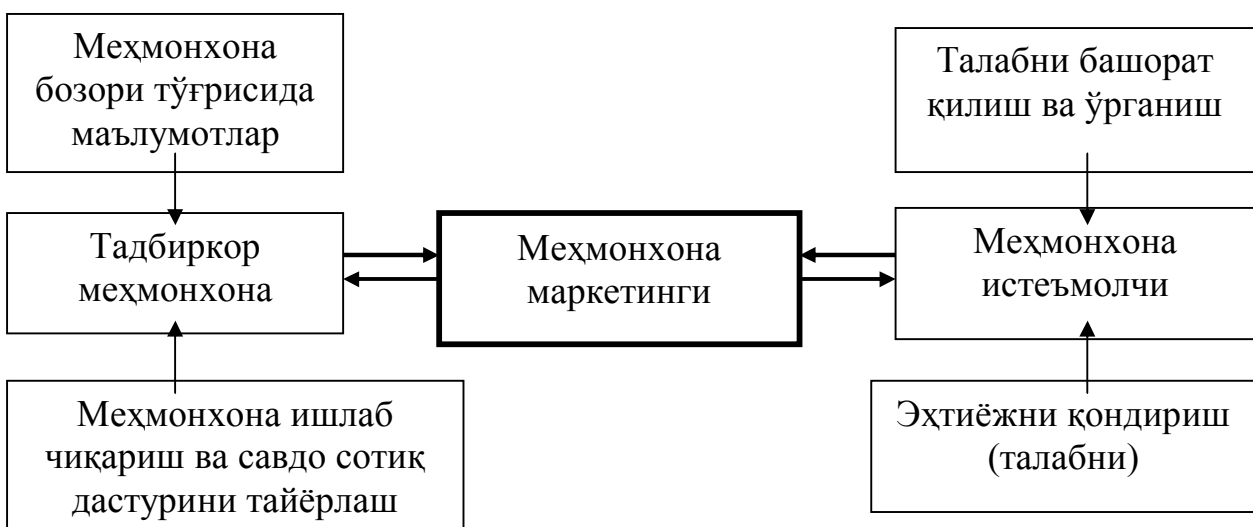 Меҳмонхона
бозори тўғрисида
маълумотлар
Талабни башорат
қилиш ва ўрганиш
Тадбиркор
меҳмонхона
Меҳмонхона
маркетинги
Меҳмонхона
истеъмолчи
Меҳмонхона ишлаб
чиқариш ва савдо сотиқ
дастурини тайёрлаш
Эҳтиёжни қондириш
(талабни)